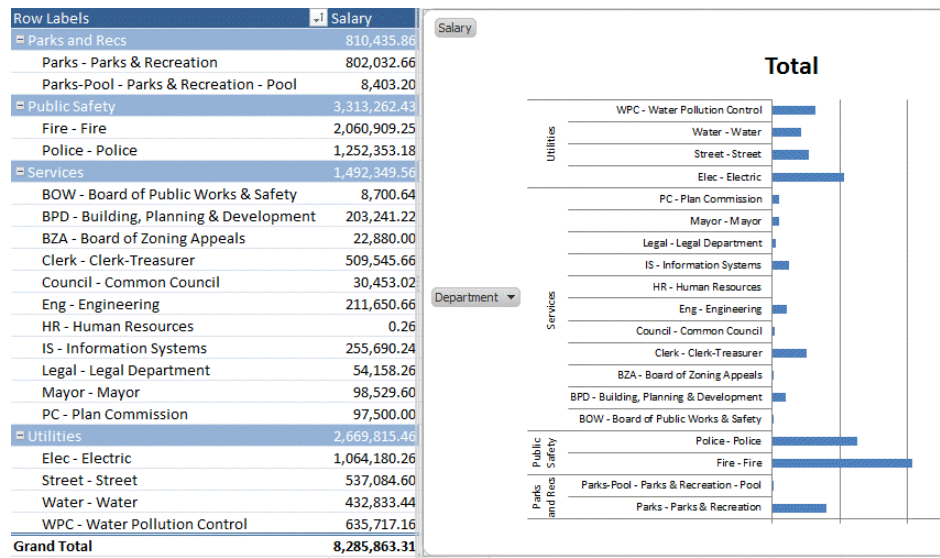 Row Labels Salary
Parks and Recs 810,435.86
Parks - Parks & Recreation 802,032.66
Parks-Pool - Parks & Recreation - Pool 8,403.20
Public Safety 3,313,262.43
Fire - Fire 2,060,909.25
Police - Police 1,252,353.18
Services 1,492,349.56
BOW - Board of Public Works & Safety 8,700.64
BPD - Building, Planning & Development 203,241.22
BZA - Board of Zoning Appeals 22,880.00
Clerk - Clerk-Treasurer 509,545.66
Council - Common Council 30,453.02
Eng - Engineering 211,650.66
HR - Human Resources 0.26
IS - Information Systems 255,690.24
Legal - Legal Department 54,158.26
Mayor - Mayor 98,529.60
PC - Plan Commission 97,500.00
Utilities 2,669,815.46
Elec - Electric 1,064,180.26
Street - Street 537,084.60
Water - Water 432,833.44
WPC - Water Pollution Control 635,717.16
Grand Total 8,285,863.31
Salary
Total
Department
Utilities
WPC - Water Pollution Control
Water - Water
Street - Street
Elec - Electric
Services
PC - Plan Commission
Mayor - Mayor
Legal - Legal Department
IS - Information Systems
HR - Human Resources
Eng - Engineering
Council - Common Council
Clerk - Clerk-Treasurer
BZA - Board of Zoning Appeals
BPD - Building, Planning & Development
BOW - Board of Public Works & Safety
Public
Safety
Police - Police
Fire - Fire
Parks
and Recs
Parks-Pool - Parks & Recreation - Pool
Parks - Parks & Recreation